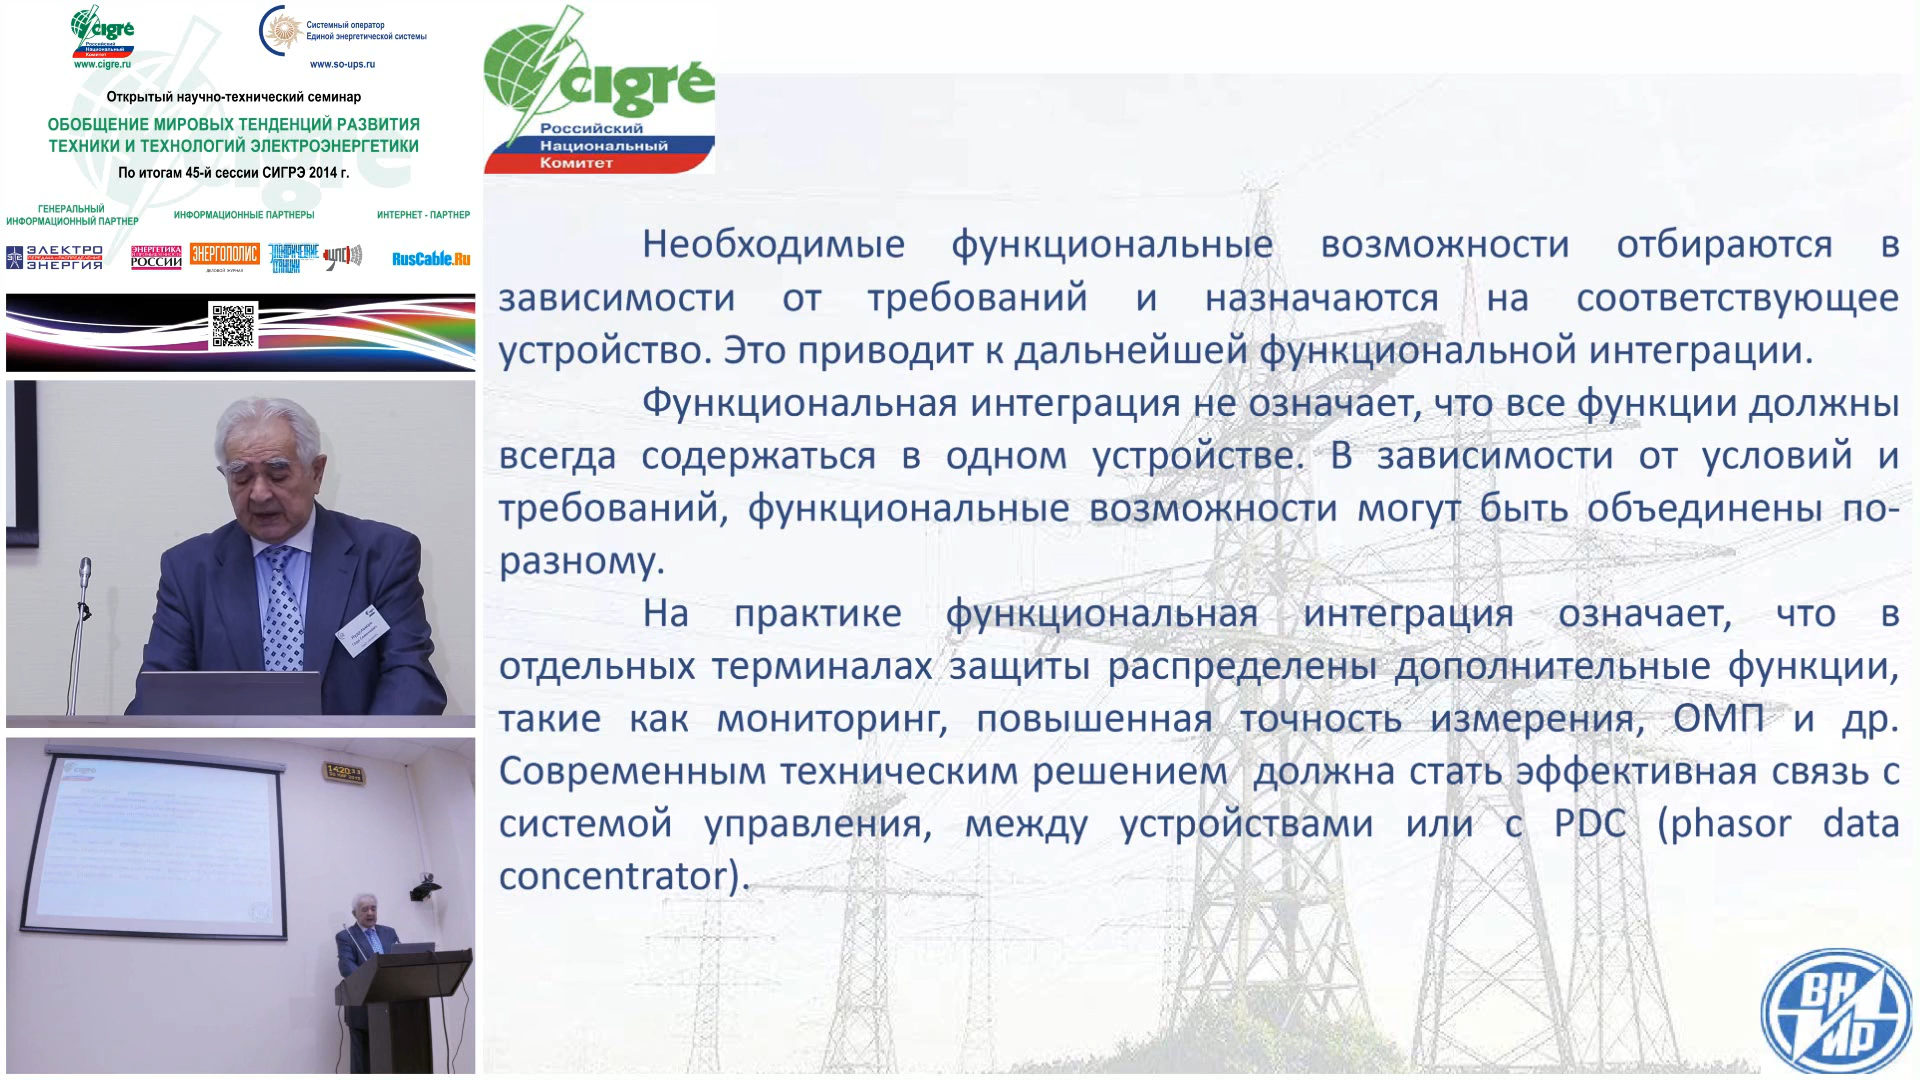 cigré
Российский
Национальный
Комитет
www.cigre.ru
Системный оператор
Единой энергетической системы
www.so-ups.ru
Открытый научно-технический семинар
ОБОБЩЕНИЕ МИРОВЫХ ТЕНДЕНЦИЙ РАЗВИТИЯ
ТЕХНИКИ И ТЕХНОЛОГИЙ ЭЛЕКТРОЭНЕРГЕТИКИ
По итогам 45-й сессии СИГРЭ 2014 г.
ГЕНЕРАЛЬНЫЙ
ИНФОРМАЦИОННЫЙ ПАРТНЕР
ИНФОРМАЦИОННЫЕ ПАРТНЕРЫ
ИНТЕРНЕТ - ПАРТНЕР
ЭЛЕКТРО
ЭНЕРГИЯ
ЭНЕРГЕТИКА
РОССИИ
ЭНЕРГОПОЛИС
ДЕЛОВОЙ ЖУРНАЛ
RusCable.Ru
cigré
Российский
Национальный
Комитет
Необходимые функциональные возможности отбираются в
зависимости от требований и назначаются на соответствующее
устройство. Это приводит к дальнейшей функциональной интеграции.
Функциональная интеграция не означает, что все функции должны
всегда содержаться в одном устройстве. В зависимости от условий и
требований, функциональные возможности могут быть объединены по-
разному.
На практике функциональная интеграция означает, что в
отдельных терминалах защиты распределены дополнительные функции,
такие как мониторинг, повышенная точность измерения, ОМП и др.
Современным техническим решением должна стать эффективная связь с
системой управления, между устройствами или с PDC (phasor data
concentrator).
ВНИИР